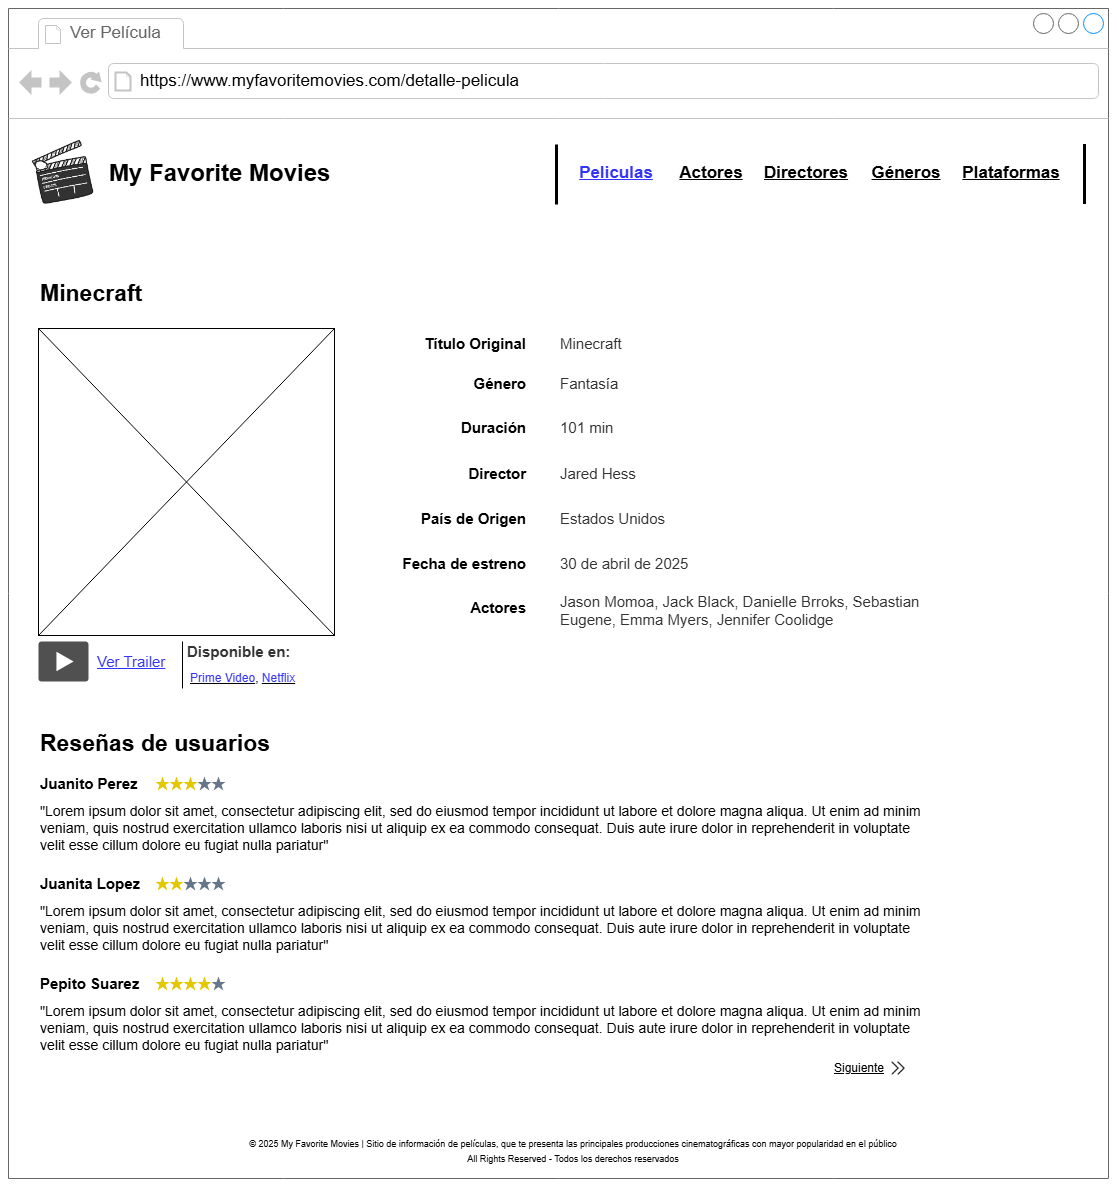 Ver Película
https://www.myfavoritemovies.com/detalle-pelicula
My Favorite Movies
Peliculas Actores Directores Géneros Plataformas
Minecraft
Título Original Minecraft
Género Fantasía
Duración 101 min
Director Jared Hess
País de Origen Estados Unidos
Fecha de estreno 30 de abril de 2025
Actores Jason Momoa, Jack Black, Danielle Brroks, Sebastian
Eugene, Emma Myers, Jennifer Coolidge
Ver Trailer
Disponible en:
Prime Video, Netflix
Reseñas de usuarios
Juanito Perez
"Lorem ipsum dolor sit amet, consectetur adipiscing elit, sed do eiusmod tempor incididunt ut labore et dolore magna aliqua. Ut enim ad minim
veniam, quis nostrud exercitation ullamco laboris nisi ut aliquip ex ea commodo consequat. Duis aute irure dolor in reprehenderit in voluptate
velit esse cillum dolore eu fugiat nulla pariatur"
Juanita Lopez
"Lorem ipsum dolor sit amet, consectetur adipiscing elit, sed do eiusmod tempor incididunt ut labore et dolore magna aliqua. Ut enim ad minim
veniam, quis nostrud exercitation ullamco laboris nisi ut aliquip ex ea commodo consequat. Duis aute irure dolor in reprehenderit in voluptate
velit esse cillum dolore eu fugiat nulla pariatur"
Pepito Suarez
"Lorem ipsum dolor sit amet, consectetur adipiscing elit, sed do eiusmod tempor incididunt ut labore et dolore magna aliqua. Ut enim ad minim
veniam, quis nostrud exercitation ullamco laboris nisi ut aliquip ex ea commodo consequat. Duis aute irure dolor in reprehenderit in voluptate
velit esse cillum dolore eu fugiat nulla pariatur"
Siguiente
© 2025 My Favorite Movies | Sitio de información de películas, que te presenta las principales producciones cinematográficas con mayor popularidad en el público
All Rights Reserved - Todos los derechos reservados